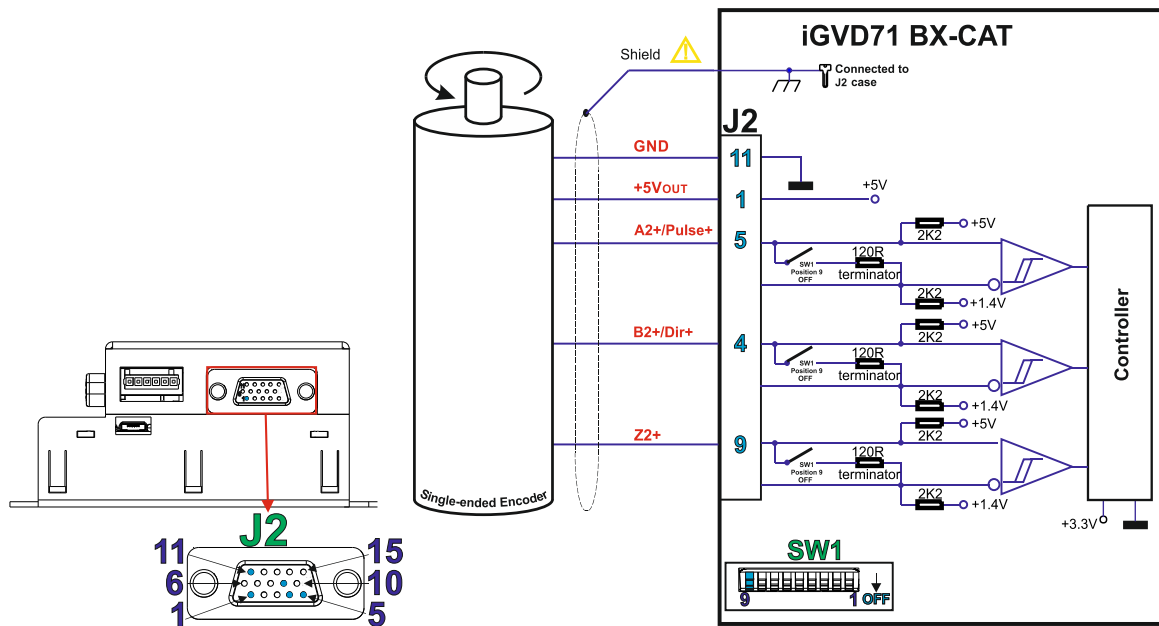 iGVD71 BX-CAT
Shield
Connected to
J2 case
J2
GND
11
+5VOUT
1
+5V
A2+/Pulse+
5
+5V
2K2
SW1
Position 9
OFF
120R
terminator
2K2
+1.4V
B2+/Dir+
4
+5V
2K2
SW1
Position 9
OFF
120R
terminator
2K2
+1.4V
Z2+
9
+5V
2K2
SW1
Position 9
OFF
120R
terminator
2K2
+1.4V
Controller
+3.3V
Single-ended Encoder
J2
11
15
6
10
1
5
SW1
9
1
OFF